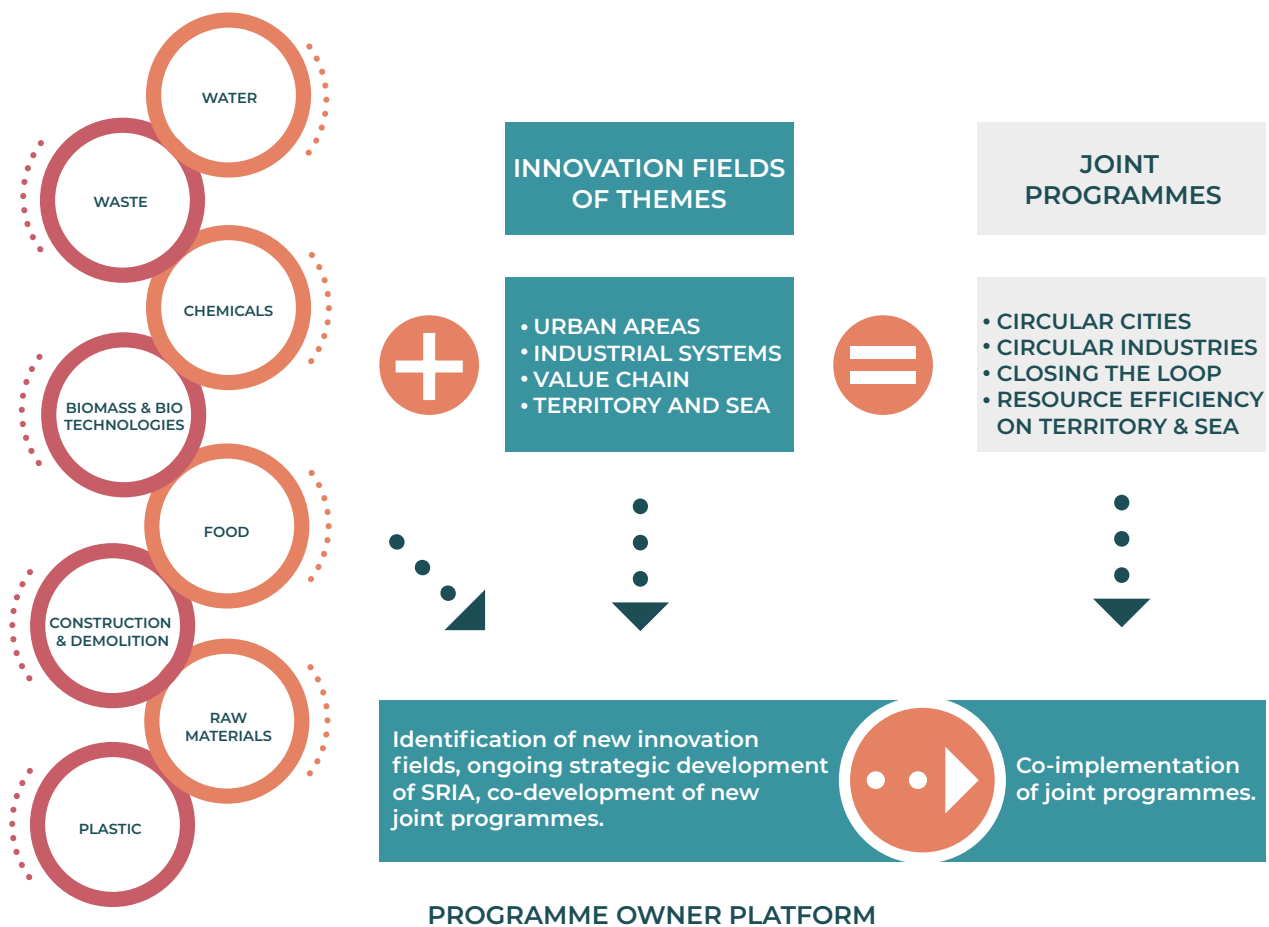 WATER
WASTE
CHEMICALS
BIOMASS & BIO
TECHNOLOGIES
FOOD
CONSTRUCTION
& DEMOLITION
RAW
MATERIALS
PLASTIC
INNOVATION FIELDS
OF THEMES
• URBAN AREAS
• INDUSTRIAL SYSTEMS
• VALUE CHAIN
• TERRITORY AND SEA
JOINT
PROGRAMMES
• CIRCULAR CITIES
• CIRCULAR INDUSTRIES
• CLOSING THE LOOP
• RESOURCE EFFICIENCY
ON TERRITORY & SEA
Identification of new innovation
fields, ongoing strategic development
of SRIA, co-development of new
joint programmes.
Co-implementation
of joint programmes.
PROGRAMME OWNER PLATFORM